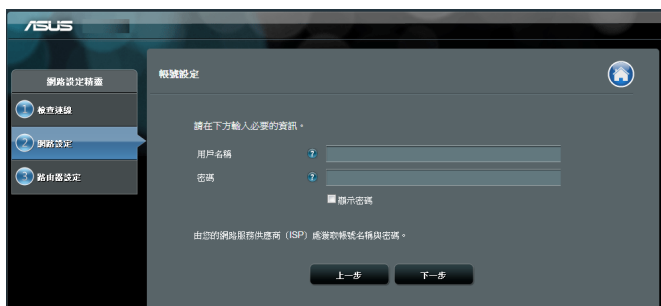 ASUS
網路設定精靈
1 檢查連線
2 網路設定
3 路由器設定
帳號設定
請在下方輸入必要的資訊。
用戶名稱 ?
密碼 ?
顯示密碼
由您的網路服務供應商（ISP）處獲取帳號名稱與密碼。
上一步 下一步